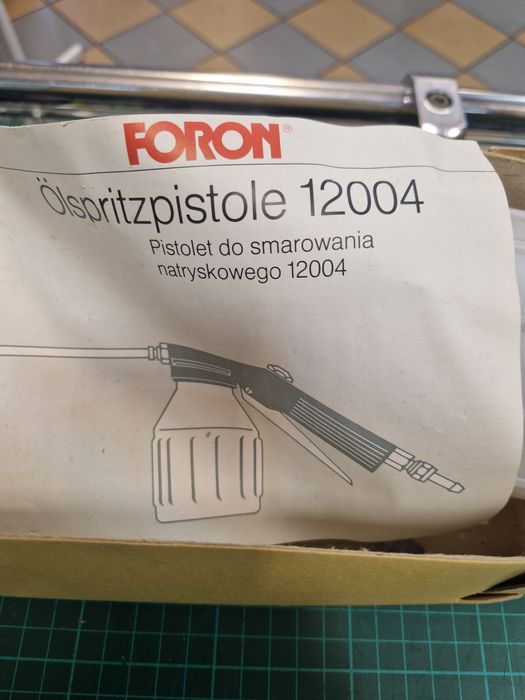 FORON®
Ölspritzpistole 12004
Pistolet do smarowania
natryskowego 12004